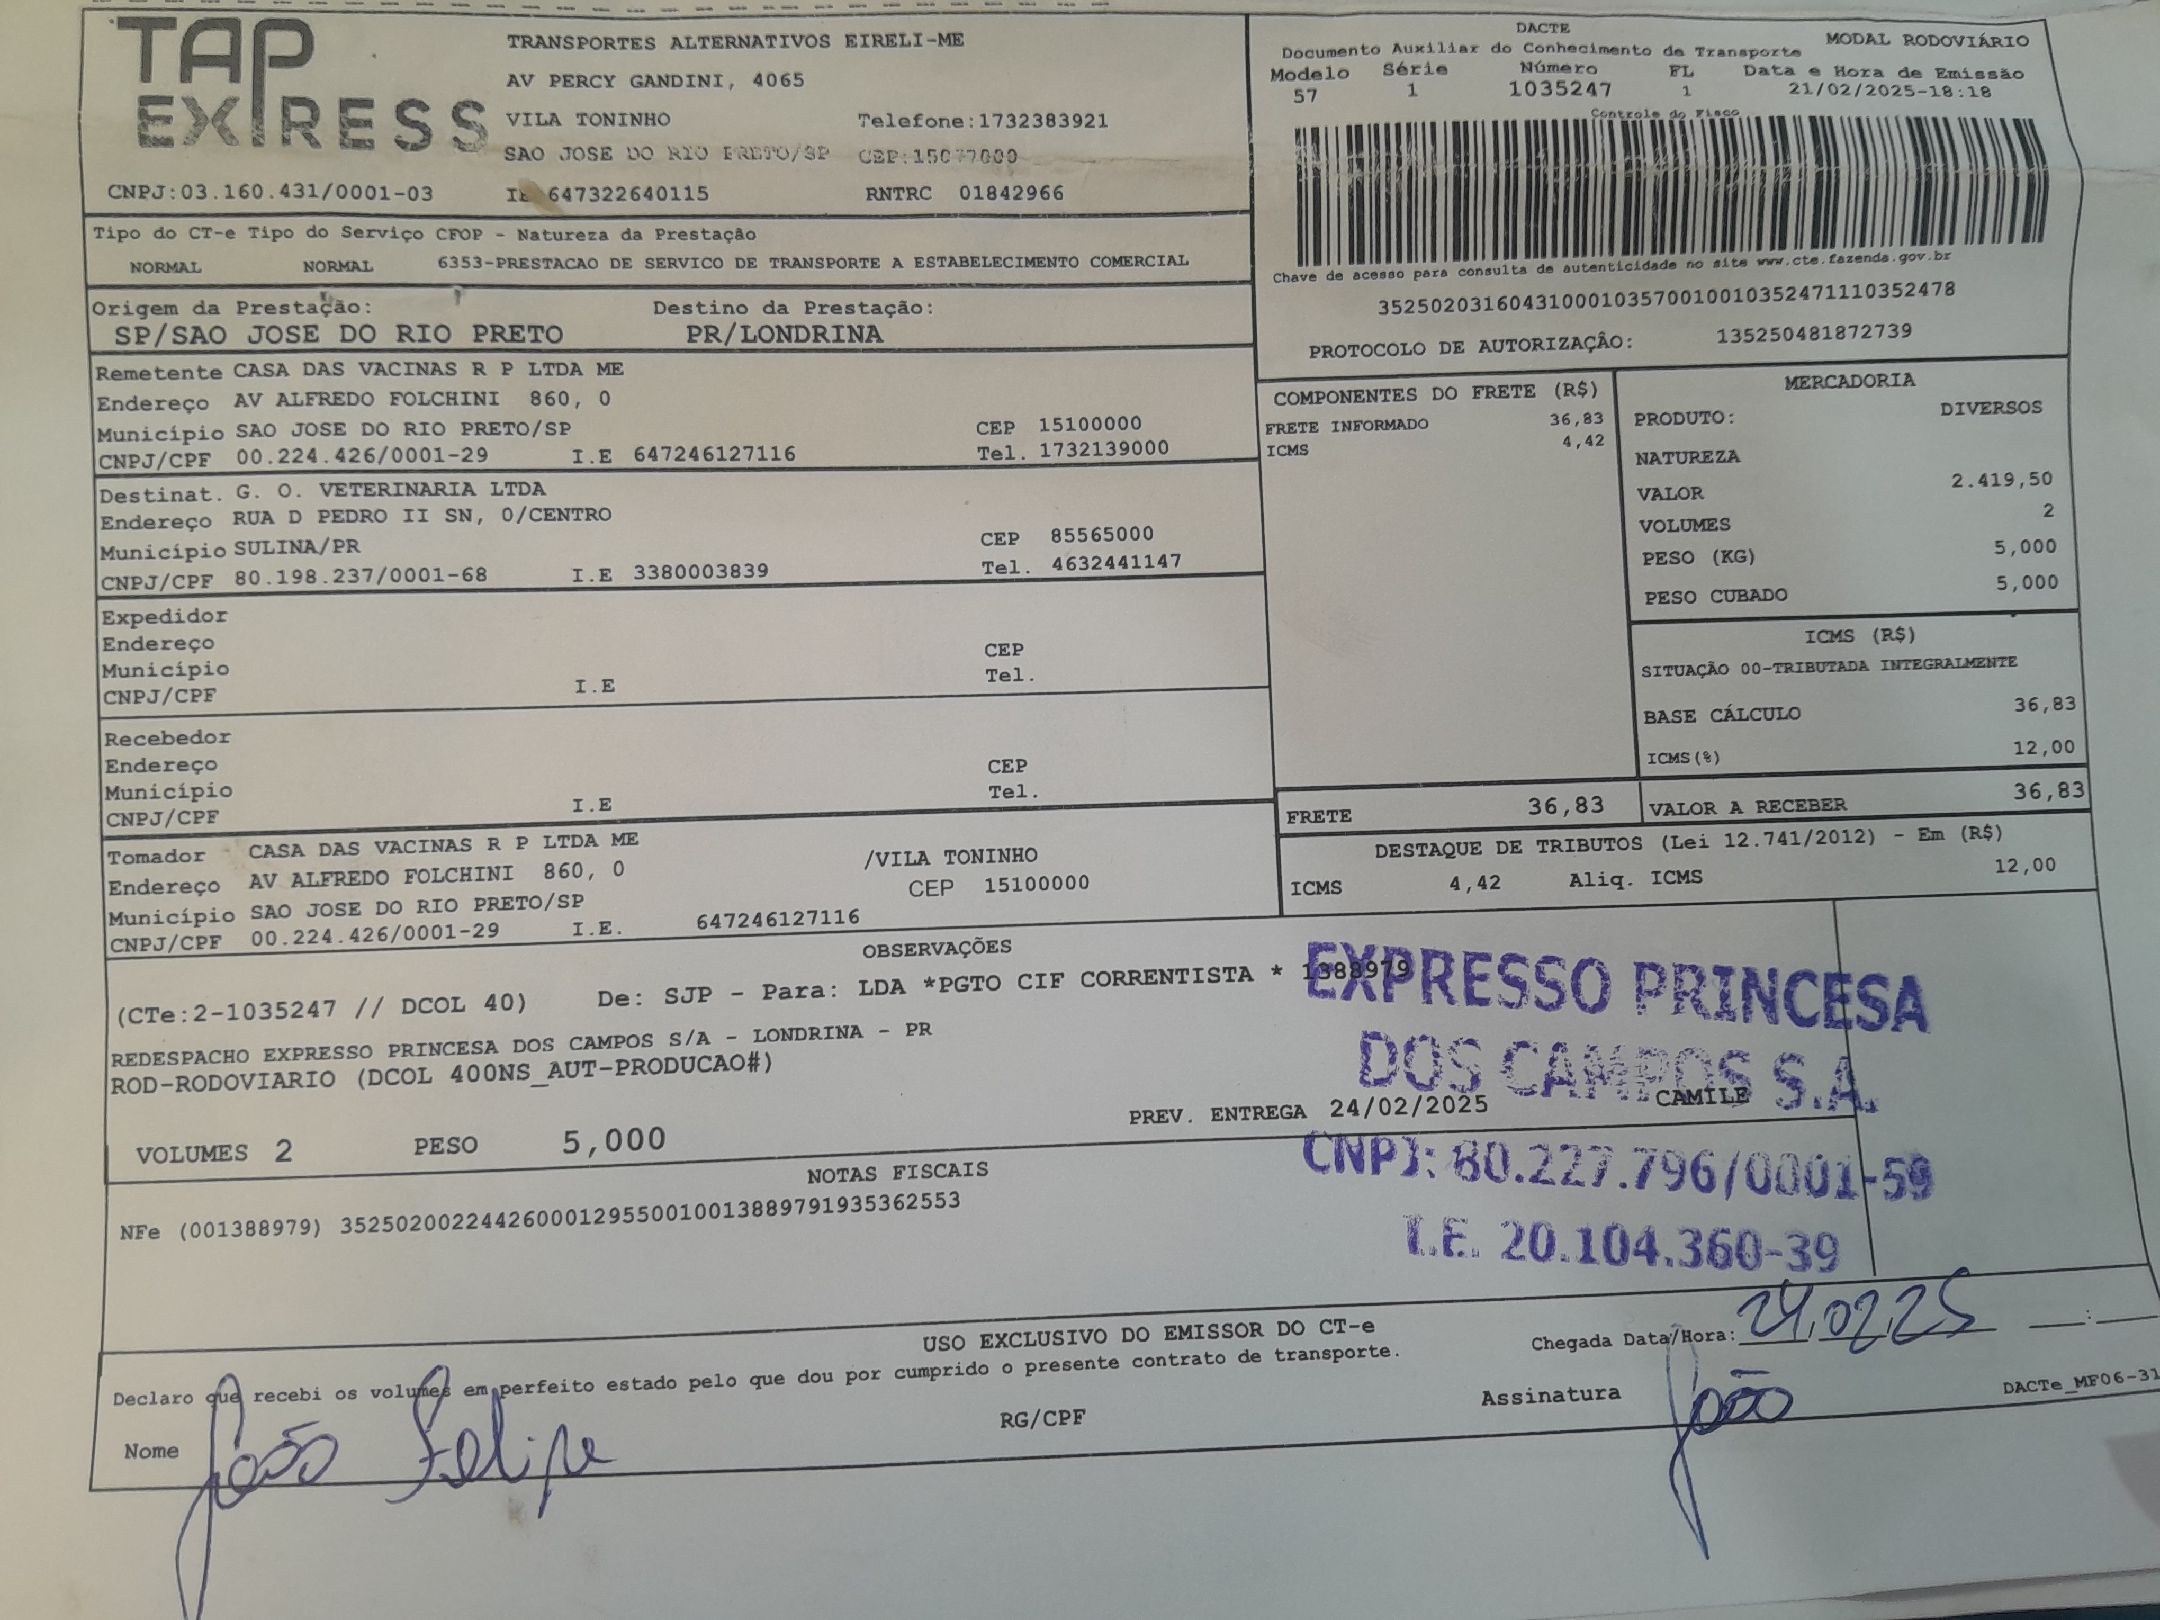 TAP EXPRESS
TRANSPORTES ALTERNATIVOS EIRELI-ME
AV PERCY GANDINI, 4065
VILA TONINHO Telefone:1732383921
SAO JOSE DO RIO PRETO/SP CEP:15077000
CNPJ:03.160.431/0001-03 IE 647322640115 RNTRC 01842966
DACTE
Documento Auxiliar do Conhecimento de Transporte MODAL RODOVIÁRIO
Modelo Série Número FL Data e Hora de Emissão
57 1 1035247 1 21/02/2025-18:18
Controle do Fisco
Chave de acesso para consulta de autenticidade no site www.cte.fazenda.gov.br
35250203160431000103570010010352471110352478
PROTOCOLO DE AUTORIZAÇÃO: 135250481872739
Tipo do CT-e Tipo do Serviço CFOP - Natureza da Prestação
NORMAL NORMAL 6353-PRESTACAO DE SERVICO DE TRANSPORTE A ESTABELECIMENTO COMERCIAL
Origem da Prestação: Destino da Prestação:
SP/SAO JOSE DO RIO PRETO PR/LONDRINA
Remetente CASA DAS VACINAS R P LTDA ME
Endereço AV ALFREDO FOLCHINI 860, 0
Município SAO JOSE DO RIO PRETO/SP CEP 15100000
CNPJ/CPF 00.224.426/0001-29 I.E 647246127116 Tel. 1732139000
Destinat. G. O. VETERINARIA LTDA
Endereço RUA D PEDRO II SN, 0/CENTRO
Município SULINA/PR CEP 85565000
CNPJ/CPF 80.198.237/0001-68 I.E 3380003839 Tel. 4632441147
Expedidor
Endereço
Município CEP
CNPJ/CPF I.E Tel.
Recebedor
Endereço
Município CEP
CNPJ/CPF I.E Tel.
Tomador CASA DAS VACINAS R P LTDA ME
Endereço AV ALFREDO FOLCHINI 860, 0 /VILA TONINHO
Município SAO JOSE DO RIO PRETO/SP CEP 15100000
CNPJ/CPF 00.224.426/0001-29 I.E. 647246127116
COMPONENTES DO FRETE (R$)
FRETE INFORMADO 36,83
ICMS 4,42
MERCADORIA
PRODUTO: DIVERSOS
NATUREZA
VALOR 2.419,50
VOLUMES 2
PESO (KG) 5,000
PESO CUBADO 5,000
ICMS (R$)
SITUAÇÃO 00-TRIBUTADA INTEGRALMENTE
BASE CÁLCULO 36,83
ICMS(%) 12,00
FRETE 36,83 VALOR A RECEBER 36,83
DESTAQUE DE TRIBUTOS (Lei 12.741/2012) - Em (R$)
ICMS 4,42 Aliq. ICMS 12,00
OBSERVAÇÕES
(CTe:2-1035247 // DCOL 40) De: SJP - Para: LDA *PGTO CIF CORRENTISTA * 1388979
REDESPACHO EXPRESSO PRINCESA DOS CAMPOS S/A - LONDRINA - PR
ROD-RODOVIARIO (DCOL 400NS_AUT-PRODUCAO#)
PREV. ENTREGA 24/02/2025 CAMILE
VOLUMES 2 PESO 5,000
EXPRESSO PRINCESA
DOS CAMPOS S.A.
CNPJ: 80.227.796/0001-59
I.E. 20.104.360-39
NOTAS FISCAIS
NFe (001388979) 35250200224426000129550010013889791935362553
USO EXCLUSIVO DO EMISSOR DO CT-e
Declaro que recebi os volumes em perfeito estado pelo que dou por cumprido o presente contrato de transporte.
Chegada Data/Hora: 24,02,25 __:__
Nome João Felipe RG/CPF Assinatura João
DACTe_MF06-31